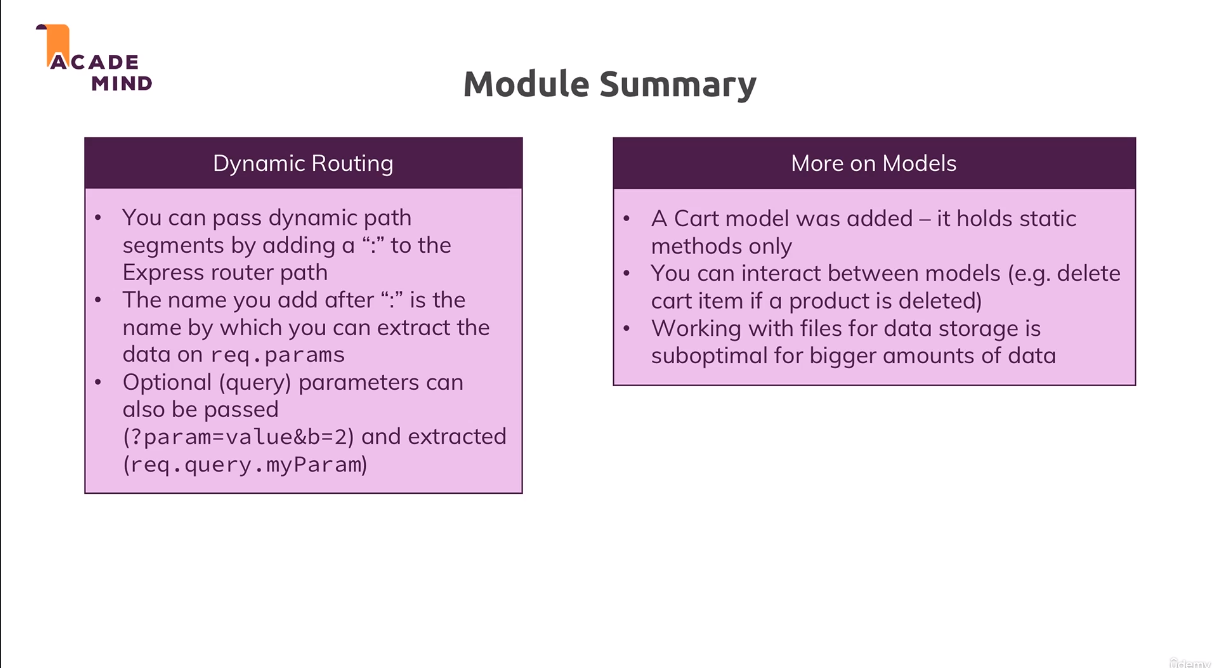 ACADE
MIND
Module Summary
Dynamic Routing
• You can pass dynamic path
segments by adding a “:” to the
Express router path
• The name you add after “:” is the
name by which you can extract the
data on req.params
• Optional (query) parameters can
also be passed
(?param=value&b=2) and extracted
(req.query.myParam)
More on Models
• A Cart model was added – it holds static
methods only
• You can interact between models (e.g. delete
cart item if a product is deleted)
• Working with files for data storage is
suboptimal for bigger amounts of data
ûdemy